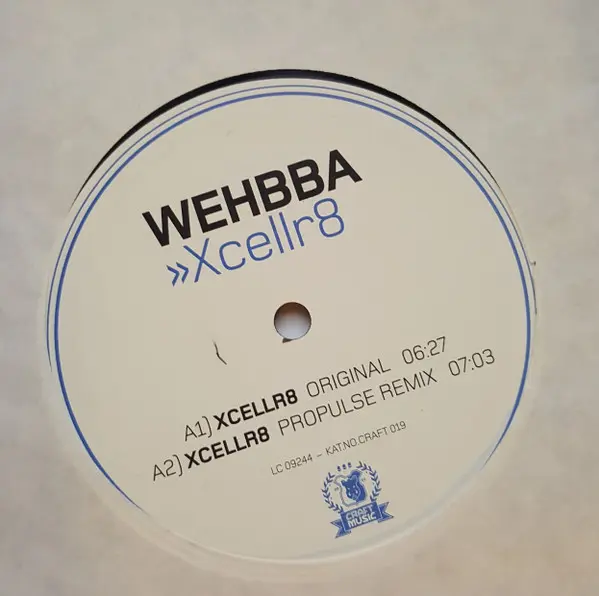 WEHBBA
»Xcellr8
A1) XCELLR8 ORIGINAL 06:27
A2) XCELLR8 PROPULSE REMIX 07:03
LC 09244 ~ KAT.NO.CRAFT 019
CRAFT
MUSIC